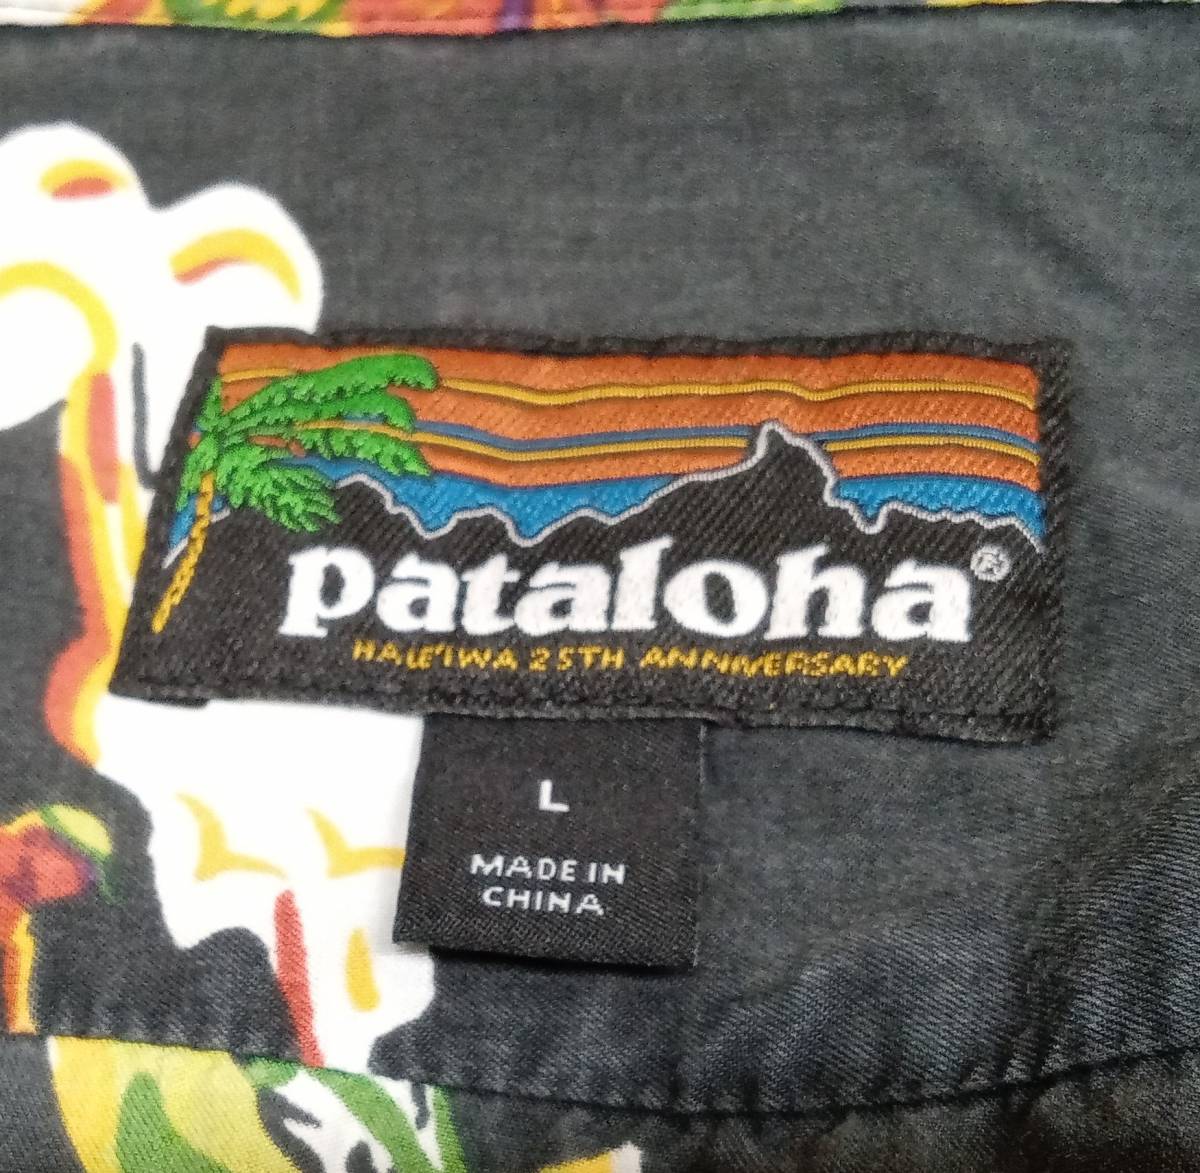 pataloha®
HALE'IWA 25TH ANNIVERSARY
L
MADE IN
CHINA